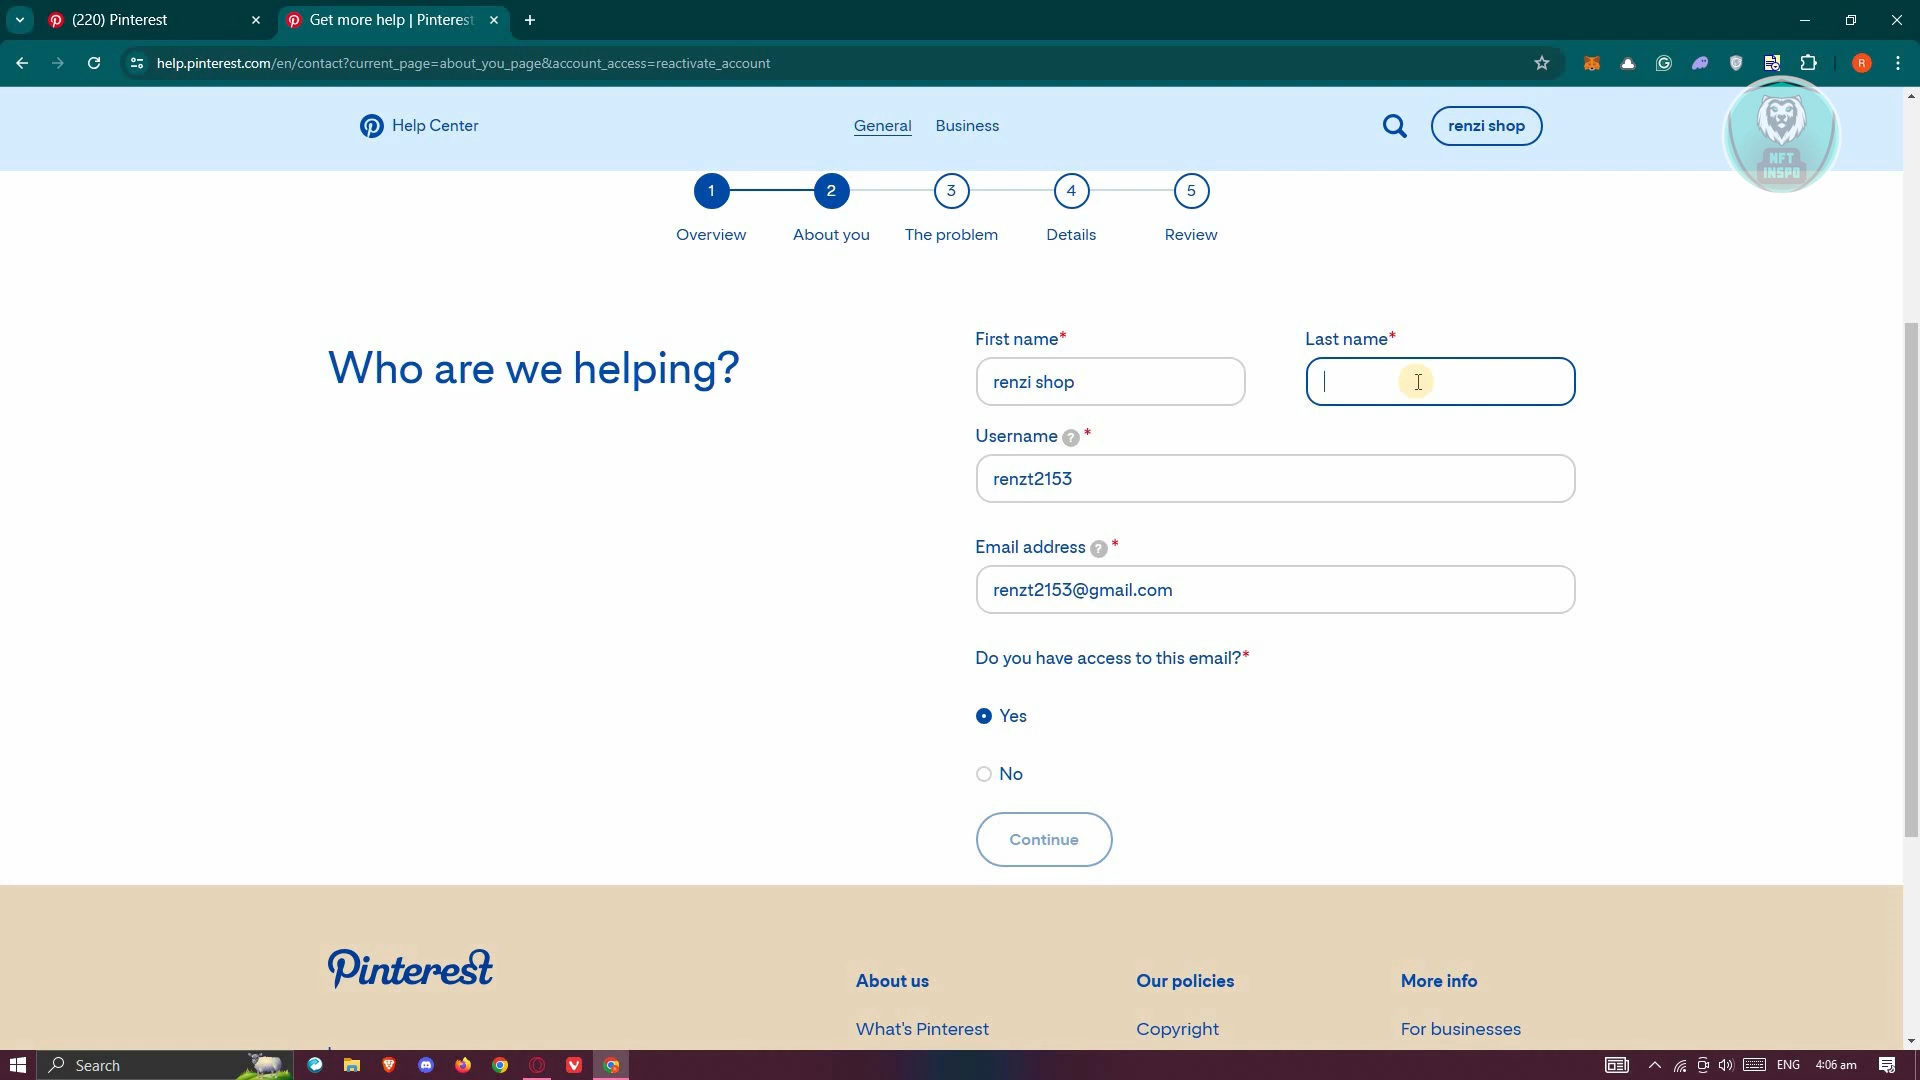 (220) Pinterest
Get more help | Pinterest
help.pinterest.com/en/contact?current_page=about_you_page&account_access=reactivate_account
R
Help Center
General
Business
renzi shop
NFT
INSPO
1
2
3
4
5
Overview
About you
The problem
Details
Review
Who are we helping?
First name*
Last name*
renzi shop
Username ? *
renzt2153
Email address ? *
renzt2153@gmail.com
Do you have access to this email?*
Yes
No
Continue
Pinterest
About us
Our policies
More info
What's Pinterest
Copyright
For businesses
Search
ENG
4:06 am